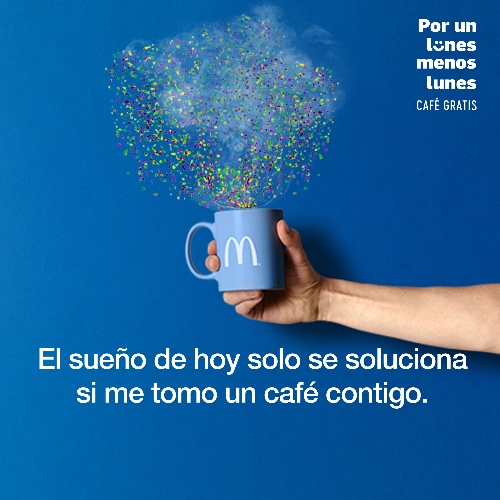 Por un
lunes
menos
lunes
CAFÉ GRATIS
M
El sueño de hoy solo se soluciona
si me tomo un café contigo.